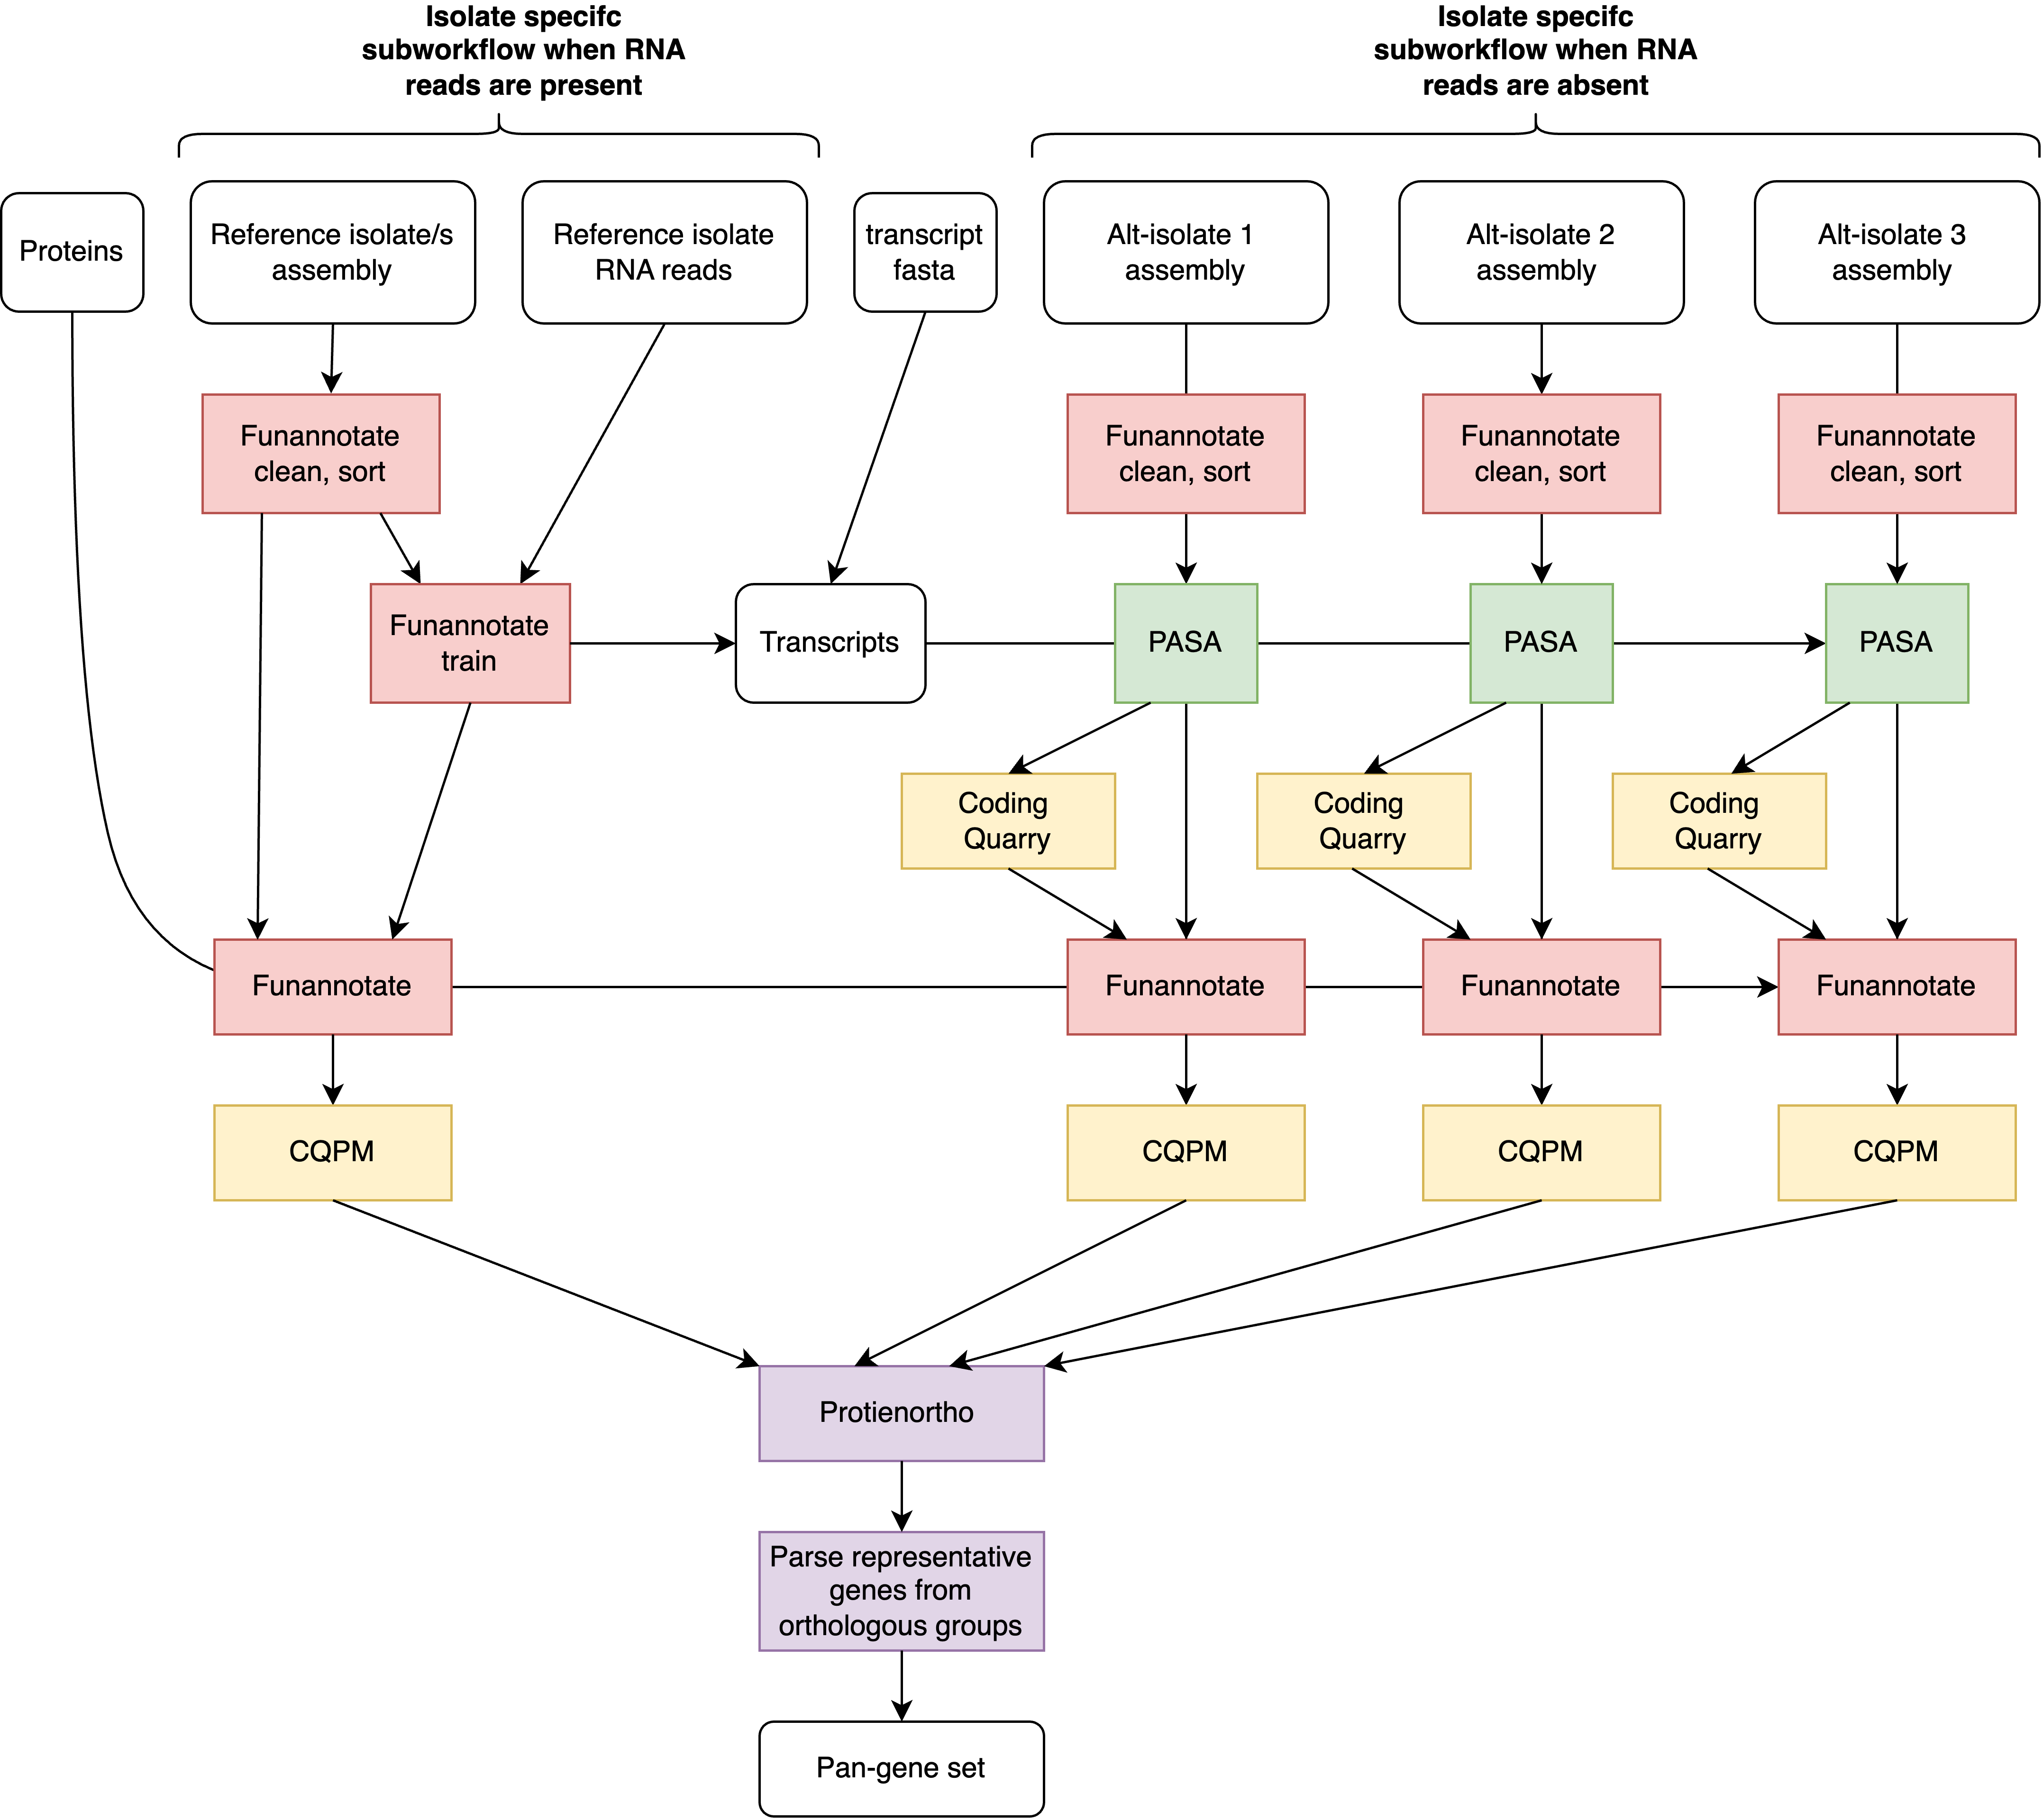 Isolate specifc
subworkflow when RNA
reads are present
Isolate specifc
subworkflow when RNA
reads are absent
Proteins
Reference isolate/s
assembly
Reference isolate
RNA reads
transcript
fasta
Alt-isolate 1
assembly
Alt-isolate 2
assembly
Alt-isolate 3
assembly
Funannotate
clean, sort
Funannotate
clean, sort
Funannotate
clean, sort
Funannotate
clean, sort
Funannotate
train
Transcripts
PASA
PASA
PASA
Coding
Quarry
Coding
Quarry
Coding
Quarry
Funannotate
Funannotate
Funannotate
Funannotate
CQPM
CQPM
CQPM
CQPM
Protienortho
Parse representative
genes from
orthologous groups
Pan-gene set